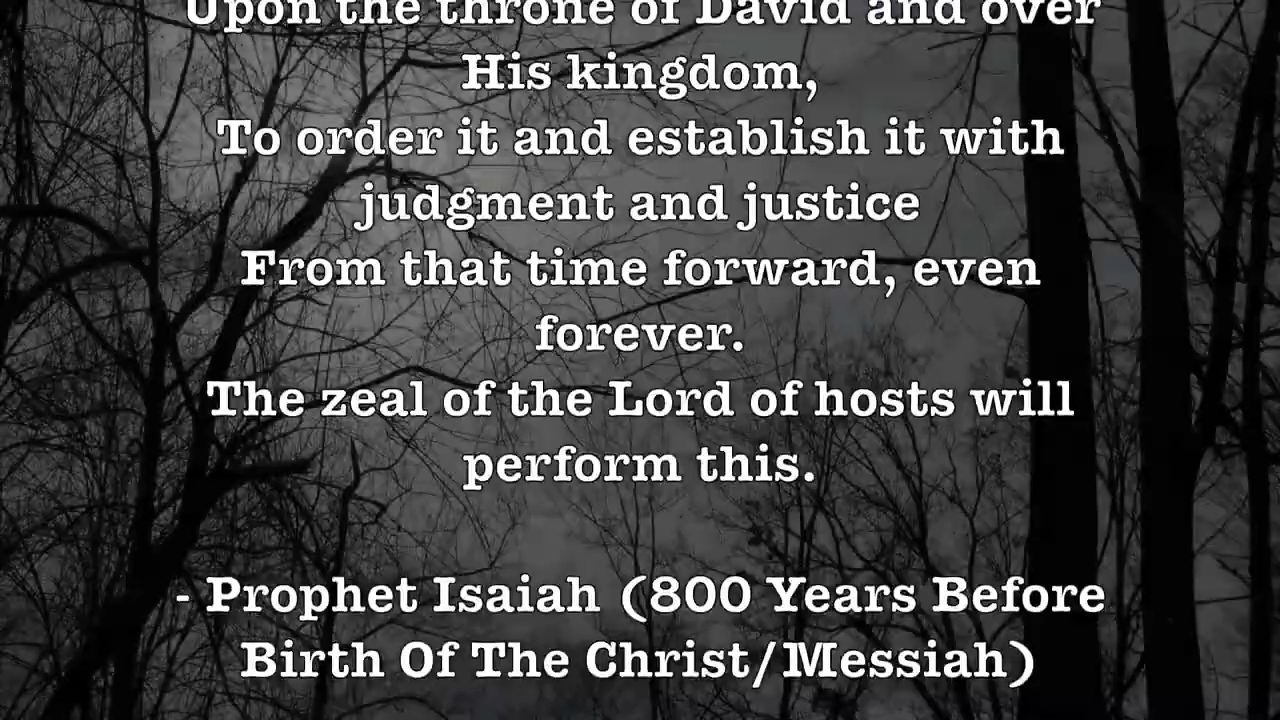 Upon the throne of David and over
His kingdom,
To order it and establish it with
judgment and justice
From that time forward, even
forever.
The zeal of the Lord of hosts will
perform this.
- Prophet Isaiah (800 Years Before
Birth Of The Christ/Messiah)